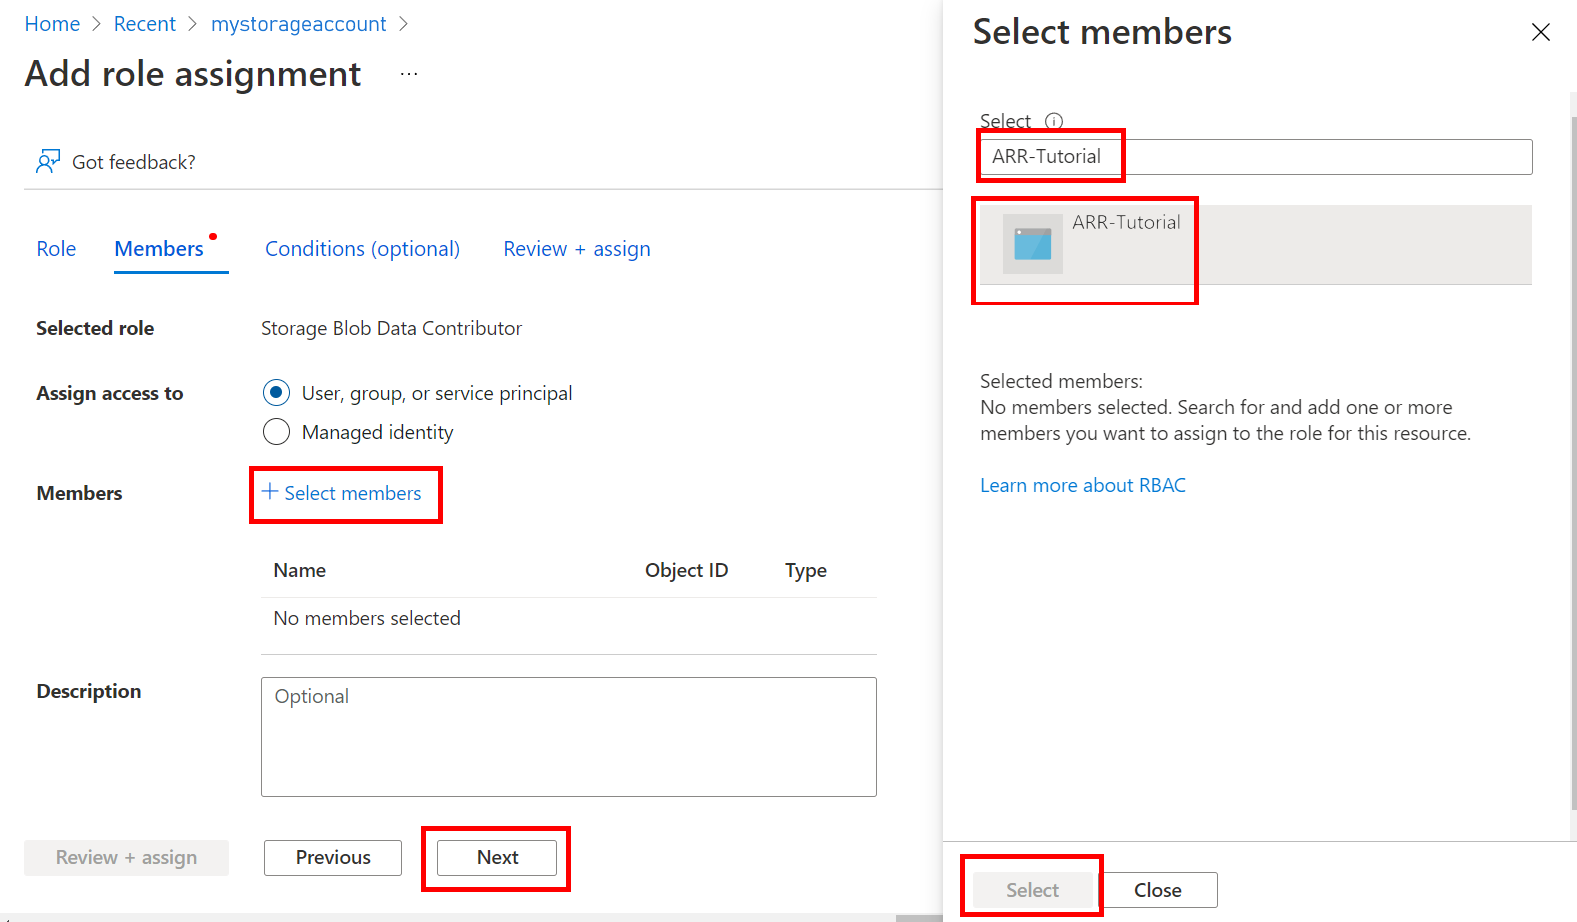 Home > Recent > mystorageaccount >
Add role assignment ...
Got feedback?
Role Members Conditions (optional) Review + assign
Selected role Storage Blob Data Contributor
Assign access to User, group, or service principal
Managed identity
Members + Select members
Name Object ID Type
No members selected
Description Optional
Review + assign Previous Next
Select members
Select
ARR-Tutorial
ARR-Tutorial
Selected members:
No members selected. Search for and add one or more
members you want to assign to the role for this resource.
Learn more about RBAC
Select Close